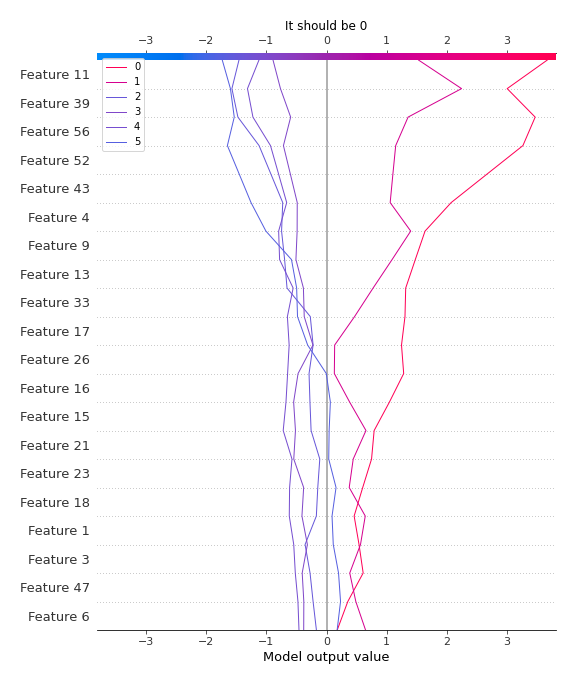 It should be 0
−3 −2 −1 0 1 2 3
0
1
2
3
4
5
Feature 11
Feature 39
Feature 56
Feature 52
Feature 43
Feature 4
Feature 9
Feature 13
Feature 33
Feature 17
Feature 26
Feature 16
Feature 15
Feature 21
Feature 23
Feature 18
Feature 1
Feature 3
Feature 47
Feature 6
−3 −2 −1 0 1 2 3
Model output value